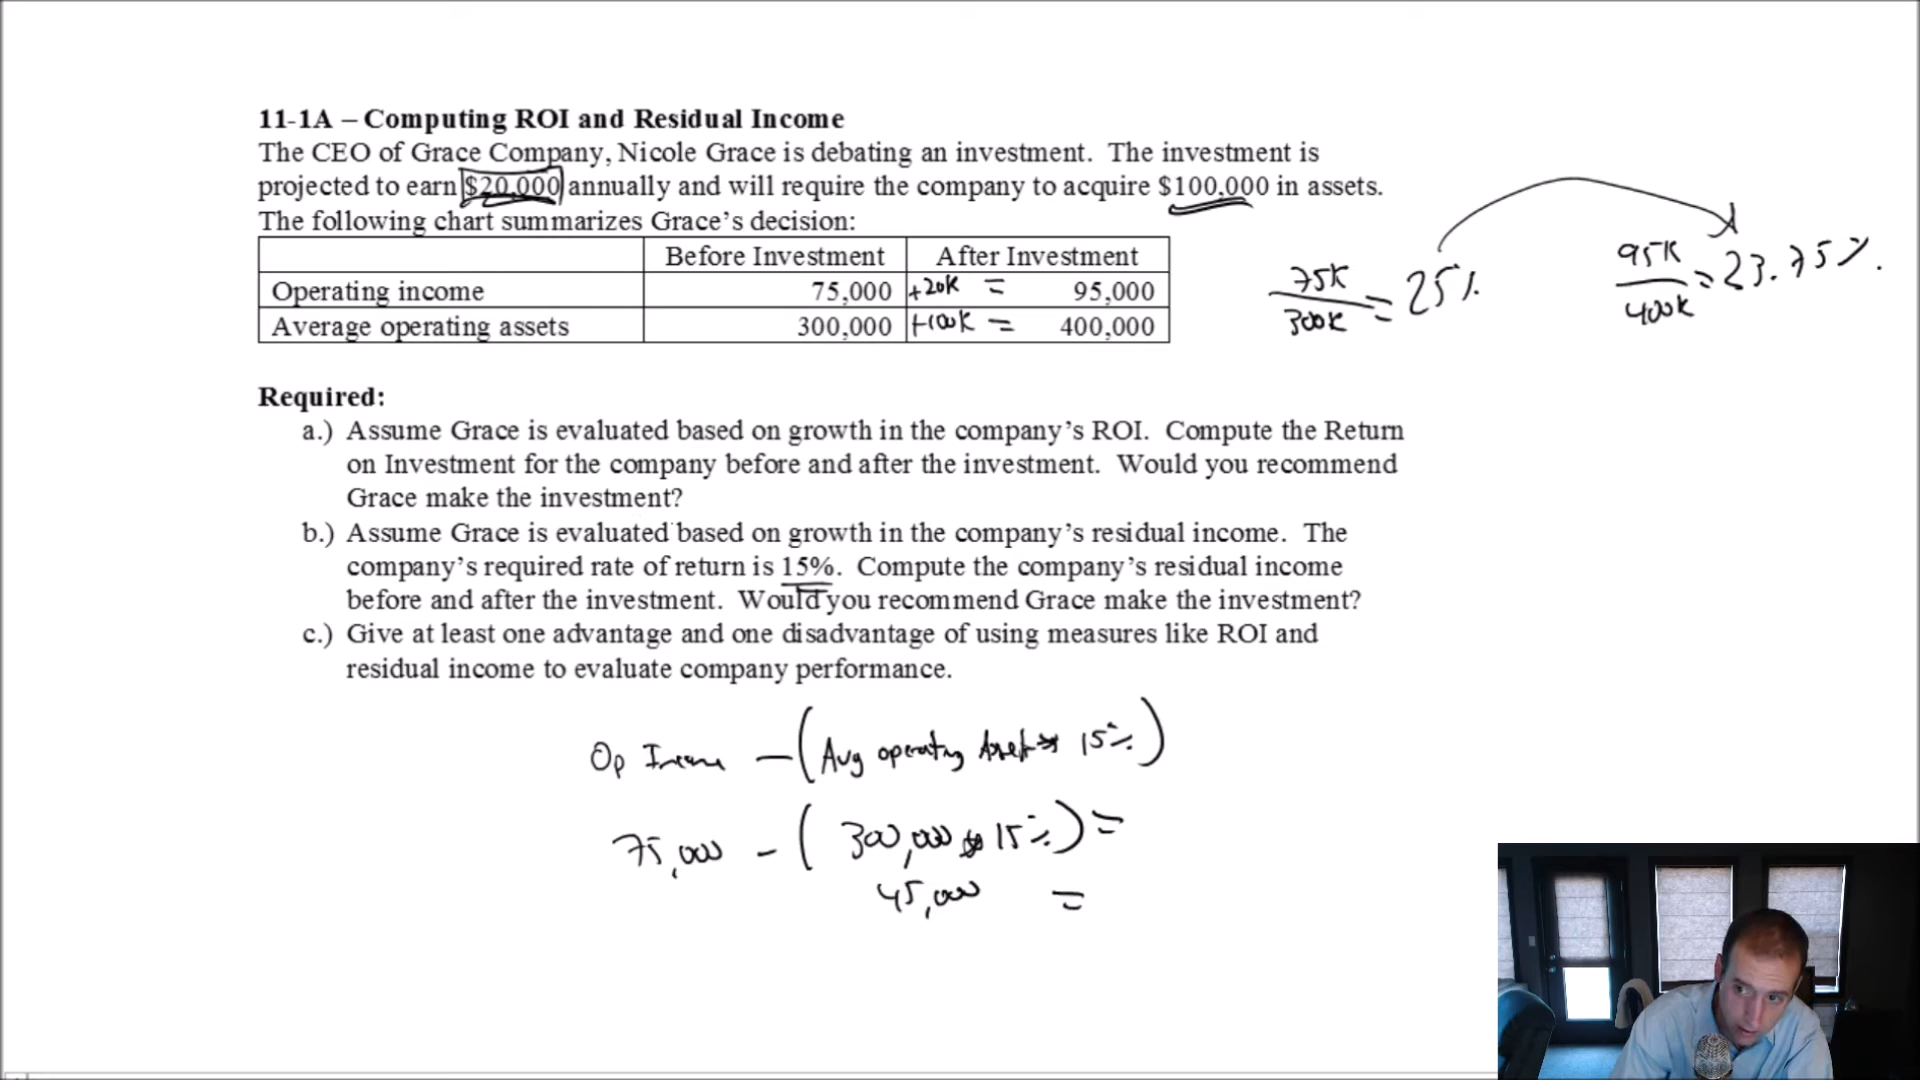 11-1A – Computing ROI and Residual Income
The CEO of Grace Company, Nicole Grace is debating an investment. The investment is
projected to earn $20,000 annually and will require the company to acquire $100,000 in assets.
The following chart summarizes Grace's decision:
Before Investment After Investment
Operating income 75,000 +20K = 95,000
Average operating assets 300,000 +100K = 400,000
75K
300K
= 25%
95K
400K
= 23.75%.
Required:
a.) Assume Grace is evaluated based on growth in the company's ROI. Compute the Return
on Investment for the company before and after the investment. Would you recommend
Grace make the investment?
b.) Assume Grace is evaluated based on growth in the company's residual income. The
company's required rate of return is 15%. Compute the company's residual income
before and after the investment. Would you recommend Grace make the investment?
c.) Give at least one advantage and one disadvantage of using measures like ROI and
residual income to evaluate company performance.
Op Income – (Avg operating Assets * 15%)
75,000 – (300,000 * 15%) =
45,000 =